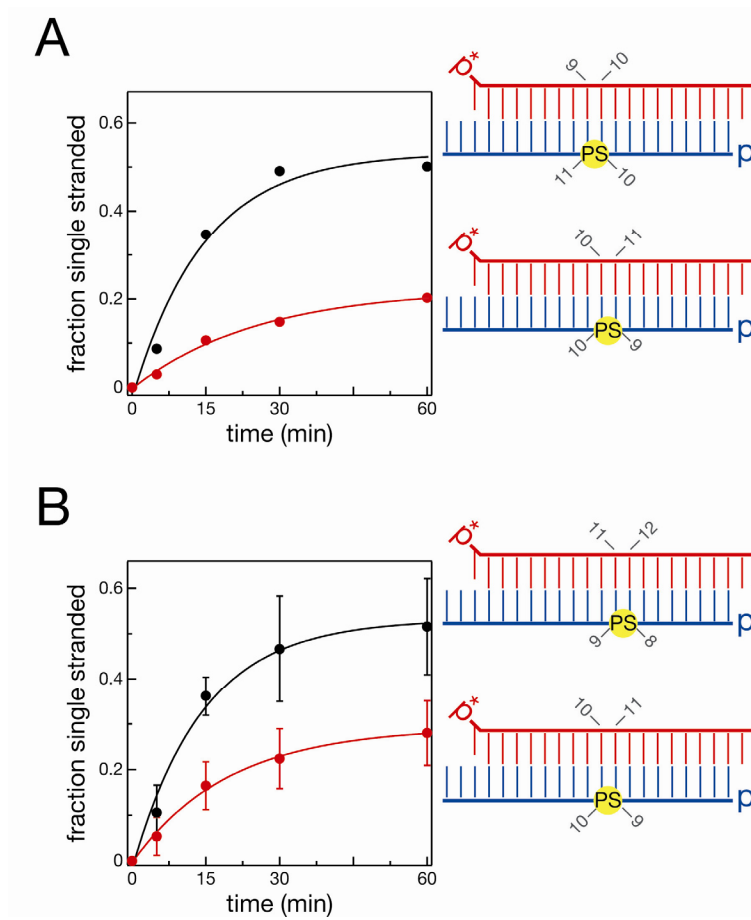 A
fraction single stranded
0.6
0.4
0.2
0
0 15 30 60
time (min)
p*
9 10
PS
11 10
p
p*
10 11
PS
10 9
p
B
fraction single stranded
0.6
0.4
0.2
0
0 15 30 60
time (min)
p*
11 12
PS
9 8
p
p*
10 11
PS
10 9
p